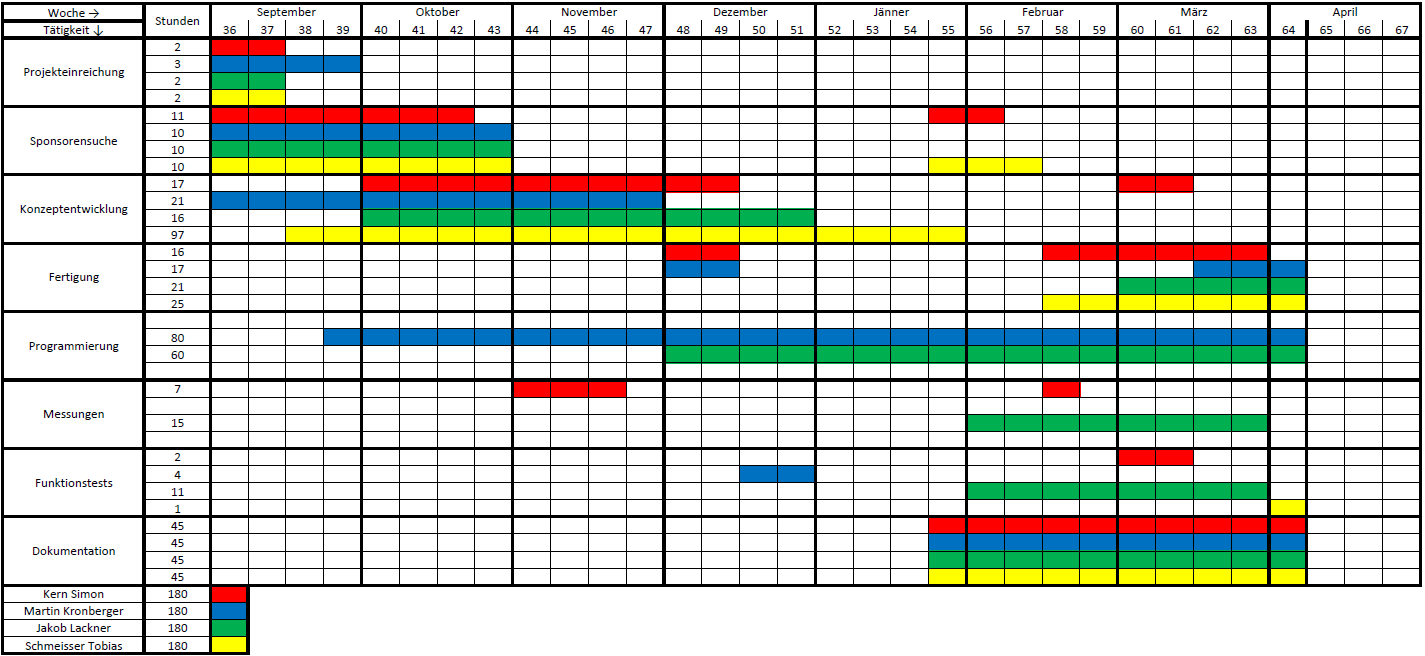 Woche → Stunden September Oktober November Dezember Jänner Februar März April
Tätigkeit ↓ 36 37 38 39 40 41 42 43 44 45 46 47 48 49 50 51 52 53 54 55 56 57 58 59 60 61 62 63 64 65 66 67
Projekteinreichung
2
3
2
2
Sponsorensuche
11
10
10
10
Konzeptentwicklung
17
21
16
97
Fertigung
16
17
21
25
Programmierung
80
60
Messungen
7
15
Funktionstests
2
4
11
1
Dokumentation
45
45
45
45
Kern Simon 180
Martin Kronberger 180
Jakob Lackner 180
Schmeisser Tobias 180